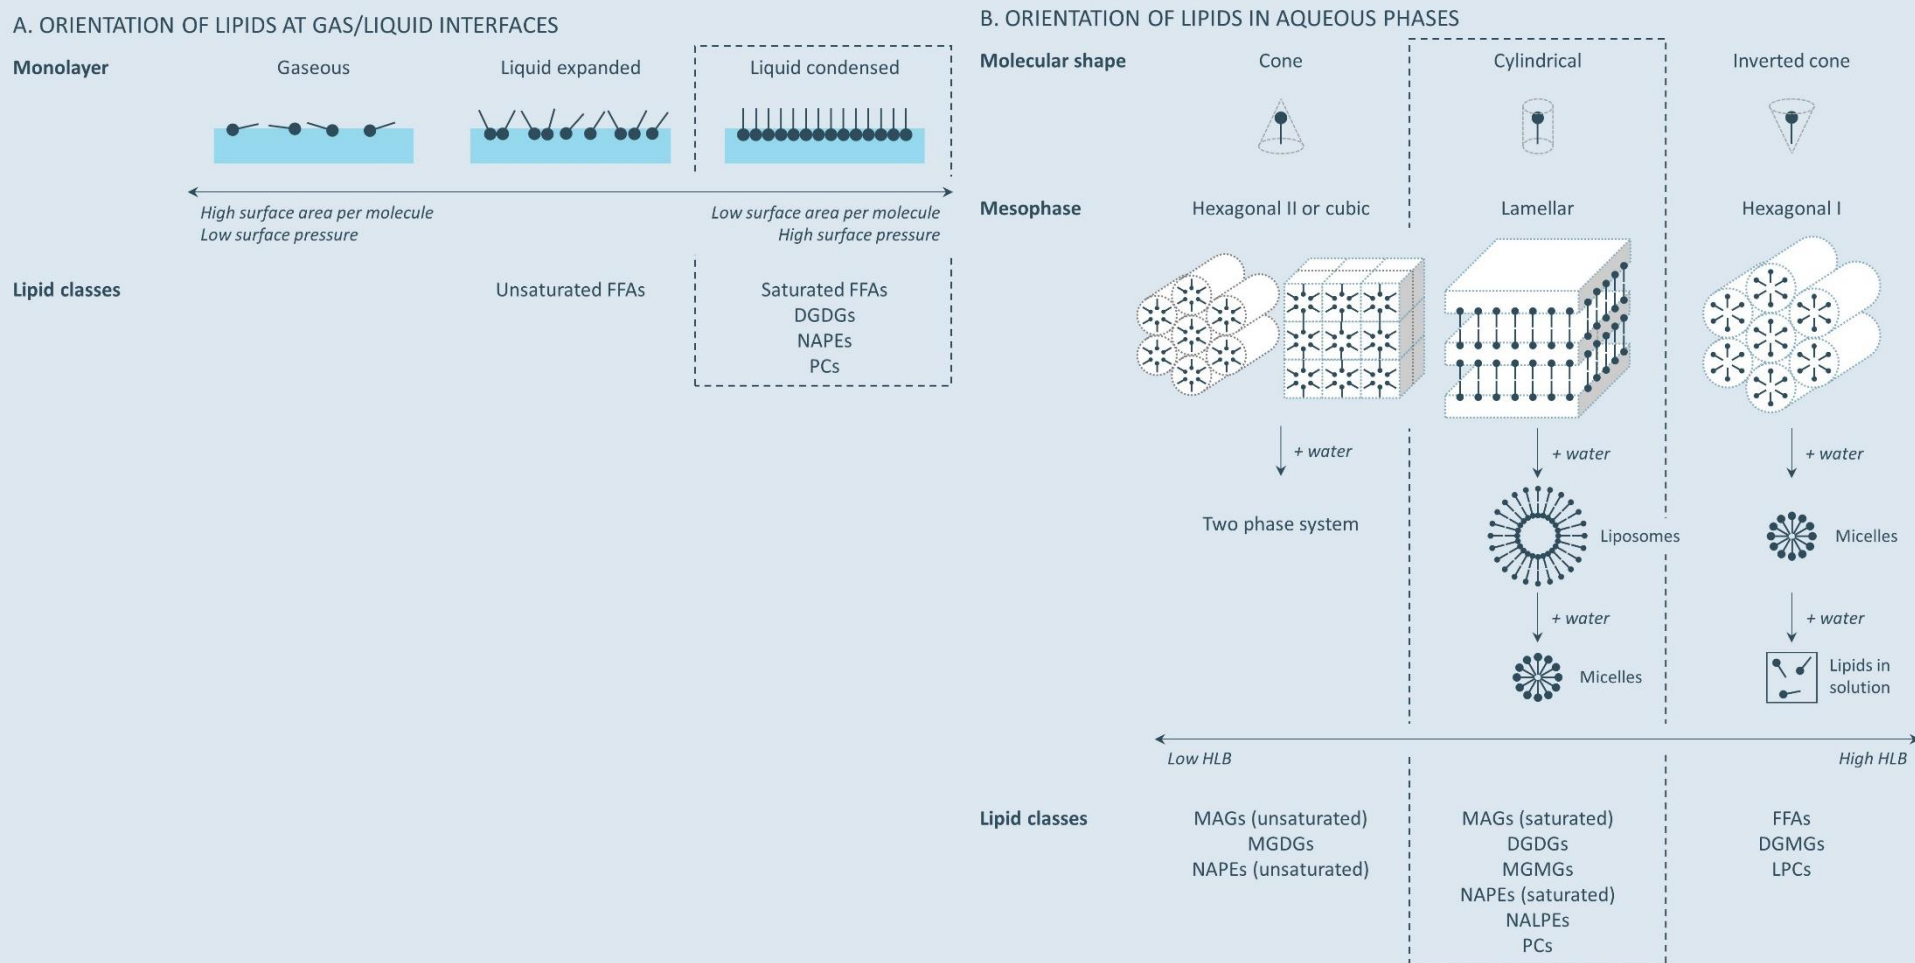 A. ORIENTATION OF LIPIDS AT GAS/LIQUID INTERFACES
Monolayer
Gaseous
Liquid expanded
Liquid condensed
High surface area per molecule
Low surface pressure
Low surface area per molecule
High surface pressure
Lipid classes
Unsaturated FFAs
Saturated FFAs
DGDGs
NAPEs
PCs
B. ORIENTATION OF LIPIDS IN AQUEOUS PHASES
Molecular shape
Cone
Cylindrical
Inverted cone
Mesophase
Hexagonal II or cubic
Lamellar
Hexagonal I
+ water
+ water
+ water
Two phase system
Liposomes
Micelles
+ water
+ water
Micelles
Lipids in
solution
Low HLB
High HLB
Lipid classes
MAGs (unsaturated)
MGDGs
NAPEs (unsaturated)
MAGs (saturated)
DGDGs
MGMGs
NAPEs (saturated)
NALPEs
PCs
FFAs
DGMGs
LPCs